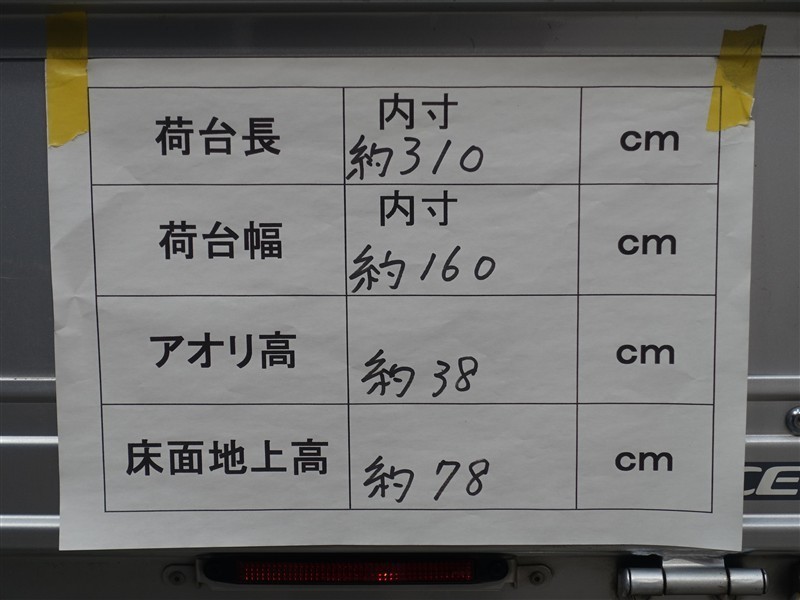 荷台長 内寸 約310 cm
荷台幅 内寸 約160 cm
アオリ高 約38 cm
床面地上高 約78 cm
CE